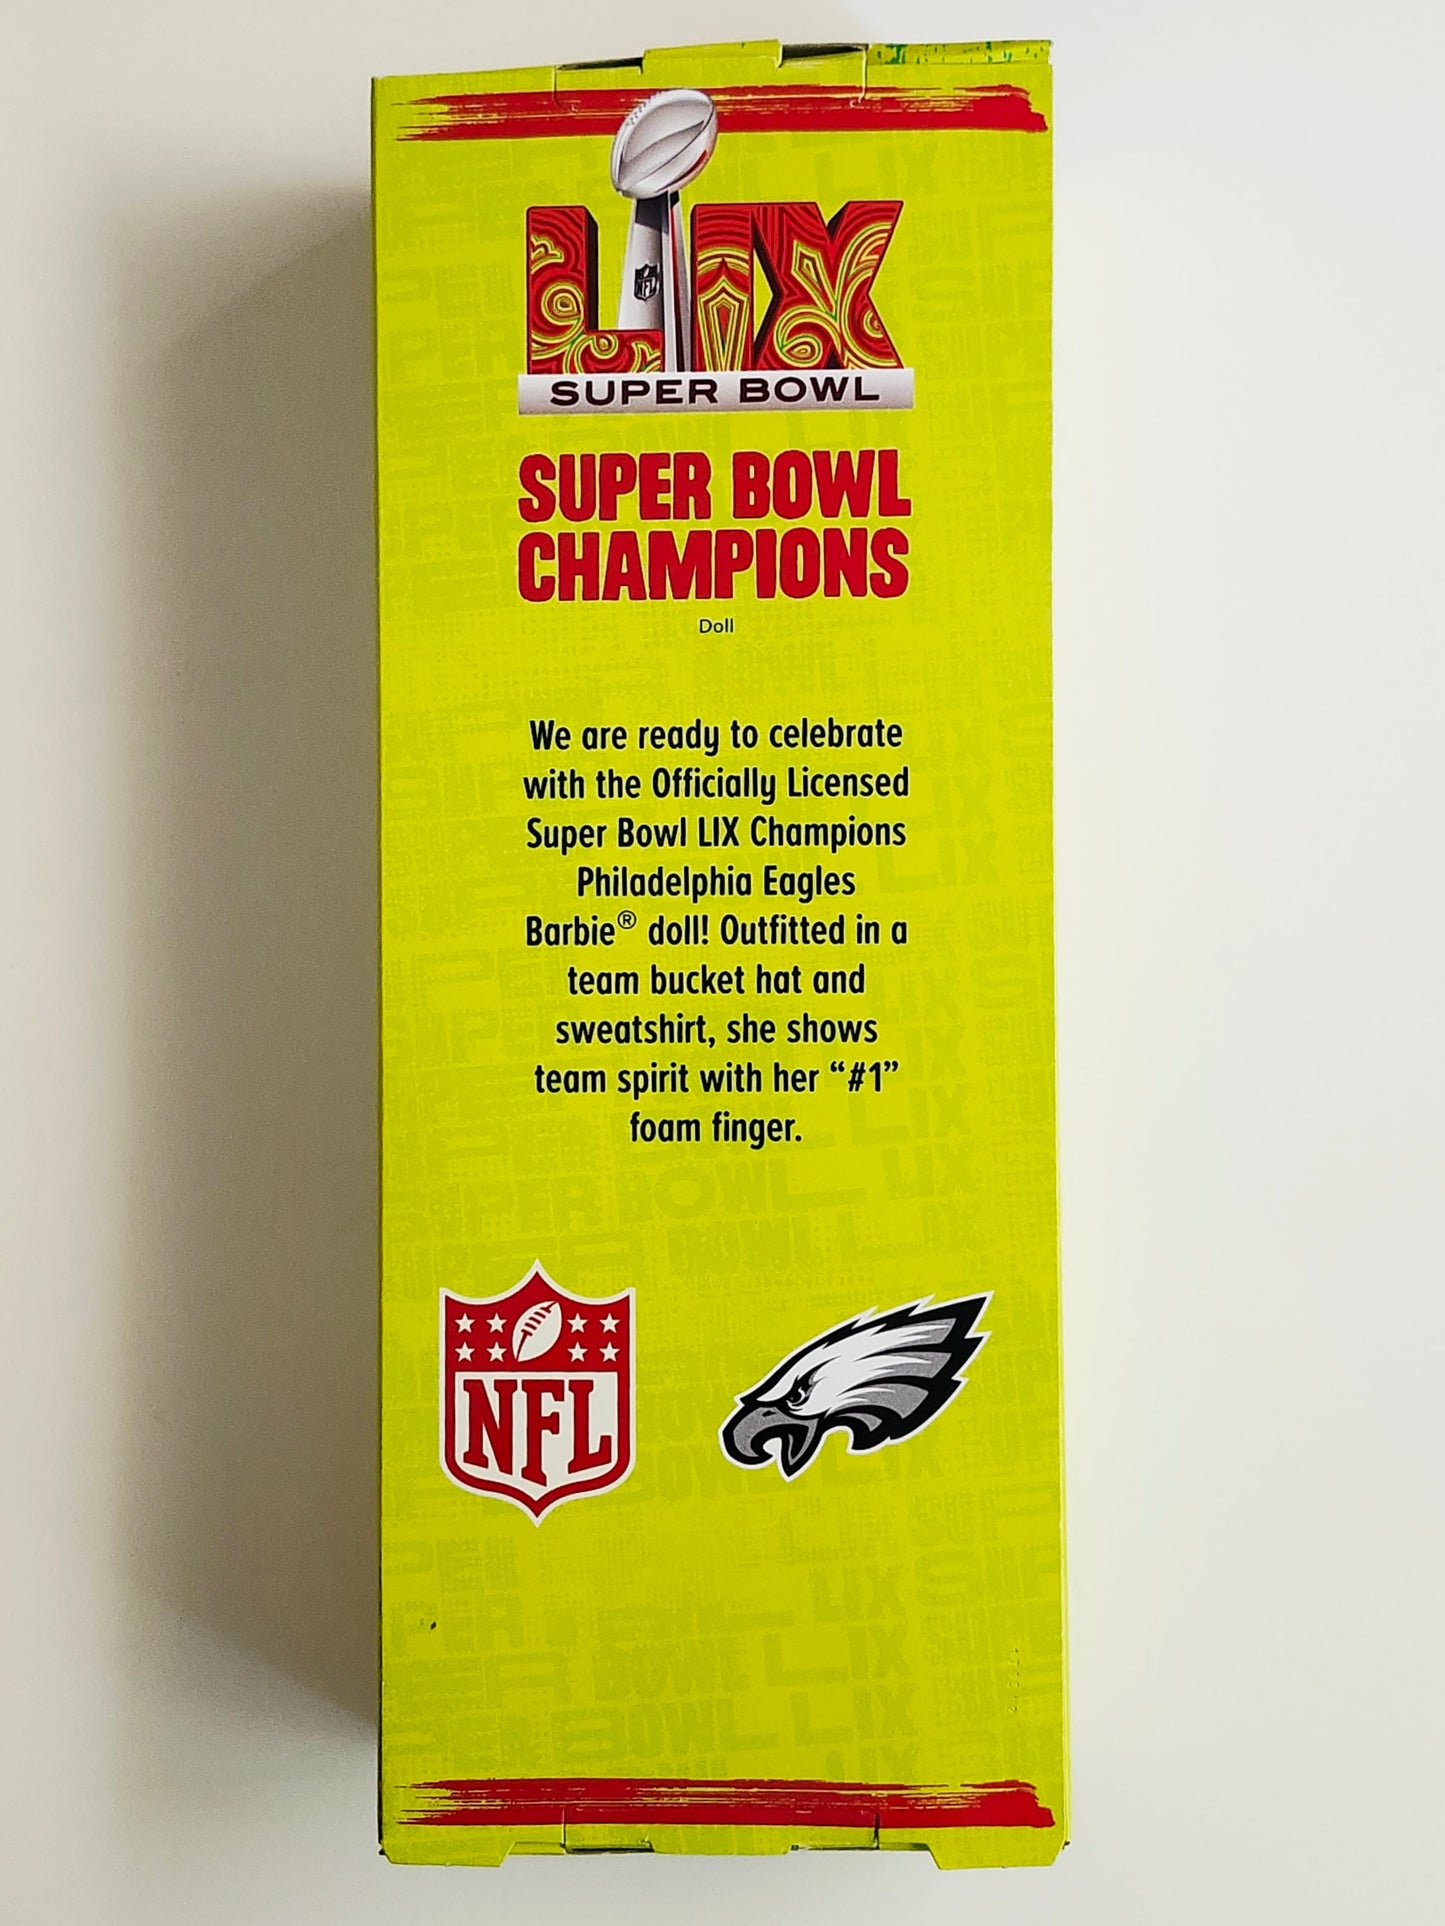 NFL
LIX
SUPER BOWL
SUPER BOWL
CHAMPIONS
Doll
We are ready to celebrate
with the Officially Licensed
Super Bowl LIX Champions
Philadelphia Eagles
Barbie® doll! Outfitted in a
team bucket hat and
sweatshirt, she shows
team spirit with her “#1”
foam finger.
NFL